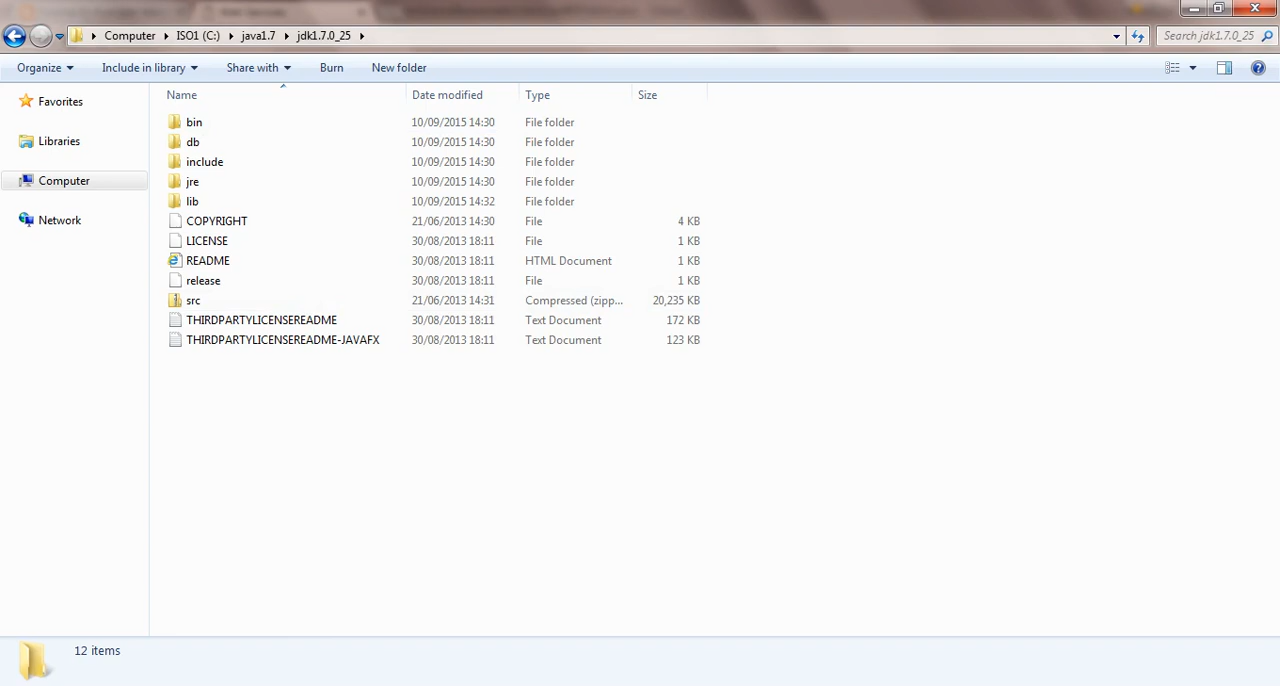 Computer ISO1 (C:) java1.7 jdk1.7.0_25 Search jdk1.7.0_25
Organize Include in library Share with Burn New folder
Favorites
Libraries
Computer
Network
Name Date modified Type Size
bin 10/09/2015 14:30 File folder
db 10/09/2015 14:30 File folder
include 10/09/2015 14:30 File folder
jre 10/09/2015 14:30 File folder
lib 10/09/2015 14:32 File folder
COPYRIGHT 21/06/2013 14:30 File 4 KB
LICENSE 30/08/2013 18:11 File 1 KB
README 30/08/2013 18:11 HTML Document 1 KB
release 30/08/2013 18:11 File 1 KB
src 21/06/2013 14:31 Compressed (zipp... 20,235 KB
THIRDPARTYLICENSEREADME 30/08/2013 18:11 Text Document 172 KB
THIRDPARTYLICENSEREADME-JAVAFX 30/08/2013 18:11 Text Document 123 KB
12 items